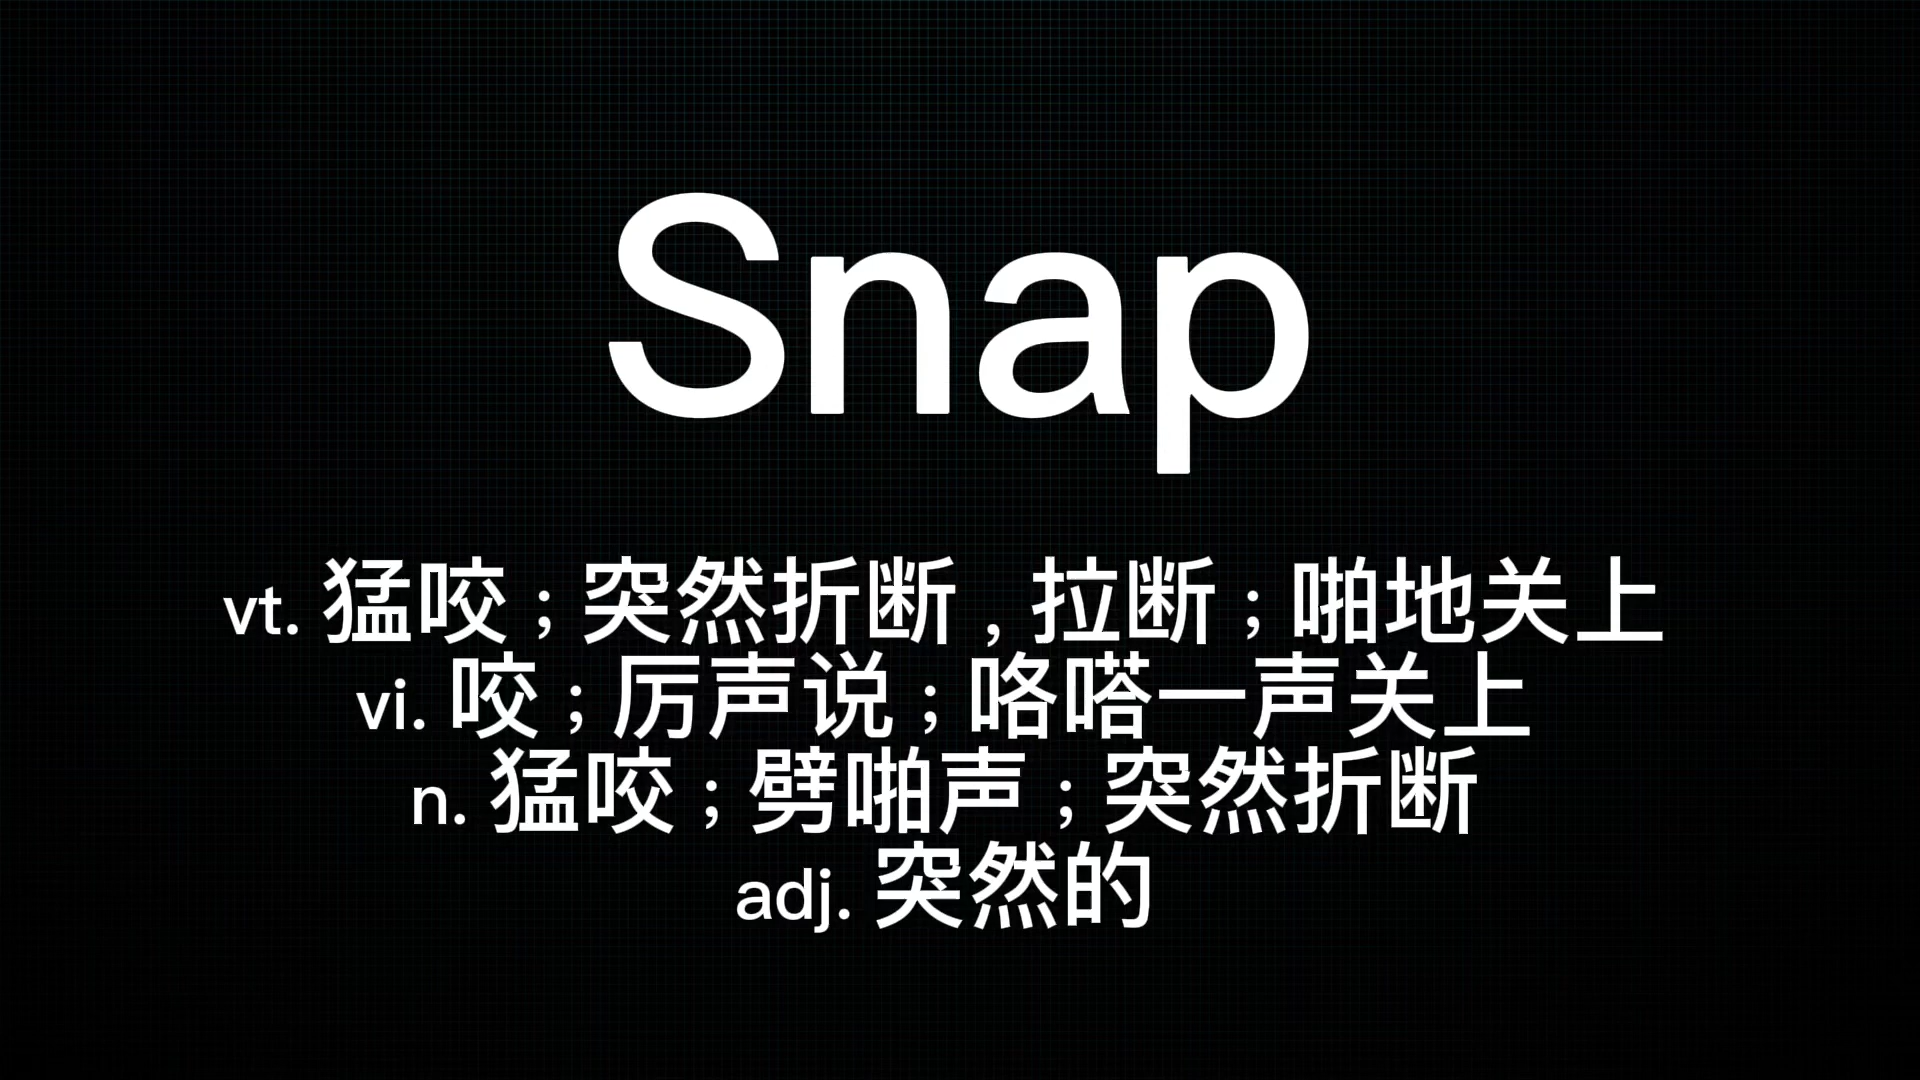 Snap
vt. 猛咬；突然折断，拉断；啪地关上
vi. 咬；厉声说；咯嗒一声关上
n. 猛咬；劈啪声；突然折断
adj. 突然的